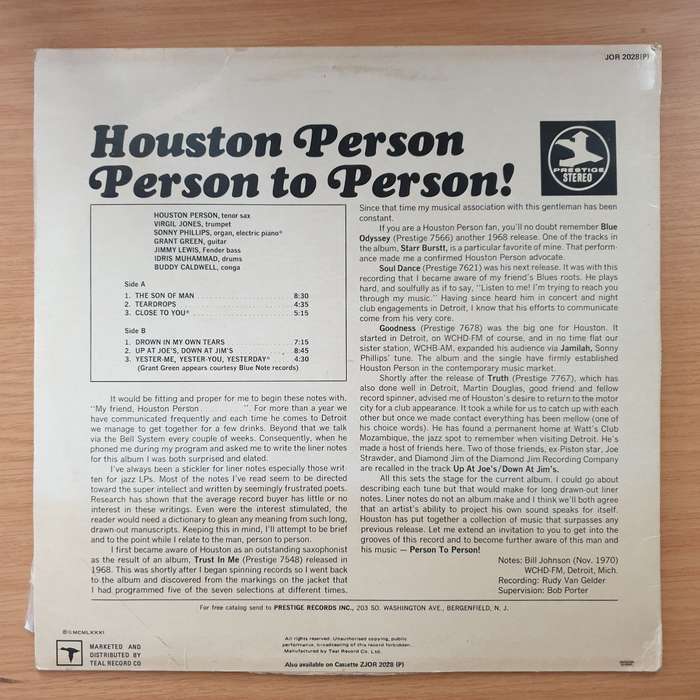 JOR 2028(P)
Houston Person
Person to Person!
PRESTIGE
STEREO
HOUSTON PERSON, tenor sax
VIRGIL JONES, trumpet
SONNY PHILLIPS, organ, electric piano*
GRANT GREEN, guitar
JIMMY LEWIS, Fender bass
IDRIS MUHAMMAD, drums
BUDDY CALDWELL, conga
Side A
1. THE SON OF MAN 8:30
2. TEARDROPS 4:35
3. CLOSE TO YOU* 5:15
Side B
1. DROWN IN MY OWN TEARS 7:15
2. UP AT JOE'S, DOWN AT JIM'S 8:45
3. YESTER-ME, YESTER-YOU, YESTERDAY* 4:30
(Grant Green appears courtesy Blue Note records)
It would be fitting and proper for me to begin these notes with.
"My friend, Houston Person.........". For more than a year we
have communicated frequently and each time he comes to Detroit
we manage to get together for a few drinks. Beyond that we talk
via the Bell System every couple of weeks. Consequently, when he
phoned me during my program and asked me to write the liner notes
for this album I was both surprised and elated.
I've always been a stickler for liner notes especially those writ-
ten for jazz LPs. Most of the notes I've read seem to be directed
toward the super intellect and written by seemingly frustrated poets.
Research has shown that the average record buyer has little or no
interest in these writings. Even were the interest stimulated, the
reader would need a dictionary to glean any meaning from such long,
drawn-out manuscripts. Keeping this in mind, I'll attempt to be brief
and to the point while I relate to the man, person to person.
I first became aware of Houston as an outstanding saxophonist
as the result of an album, Trust In Me (Prestige 7548) released in
1968. This was shortly after I began spinning records so I went back
to the album and discovered from the markings on the jacket that
I had programmed five of the seven selections at different times.
Since that time my musical association with this gentleman has been
constant.
If you are a Houston Person fan, you'll no doubt remember Blue
Odyssey (Prestige 7566) another 1968 release. One of the tracks in
the album, Starr Burstt, is a particular favorite of mine. That perform-
ance made me a confirmed Houston Person advocate.
Soul Dance (Prestige 7621) was his next release. It was with this
recording that I became aware of my friend's Blues roots. He plays
hard, and soulfully as if to say, "Listen to me! I'm trying to reach you
through my music." Having since heard him in concert and night
club engagements in Detroit, I know that his efforts to communicate
come from his very core.
Goodness (Prestige 7678) was the big one for Houston. It
started in Detroit, on WCHD-FM of course, and in no time flat our
sister station, WCHB-AM, expanded his audience via Jamilah, Sonny
Phillips' tune. The album and the single have firmly established
Houston Person in the contemporary music market.
Shortly after the release of Truth (Prestige 7767), which has
also done well in Detroit, Martin Douglas, good friend and fellow
record spinner, advised me of Houston's desire to return to the motor
city for a club appearance. It took a while for us to catch up with each
other but once we made contact everything has been mellow (one of
his choice words). He has found a permanent home at Watt's Club
Mozambique, the jazz spot to remember when visiting Detroit. He's
made a host of friends here. Two of those friends, ex-Piston star, Joe
Strawder, and Diamond Jim of the Diamond Jim Recording Company
are recalled in the track Up At Joe's/Down At Jim's.
All this sets the stage for the current album. I could go about
describing each tune but that would make for long drawn-out liner
notes. Liner notes do not an album make and I think we'll both agree
that an artist's ability to project his own sound speaks for itself.
Houston has put together a collection of music that surpasses any
previous release. Let me extend an invitation to you to get into the
grooves of this record and to become further aware of this man and
his music — Person To Person!
Notes: Bill Johnson (Nov. 1970)
WCHD-FM, Detroit, Mich.
Recording: Rudy Van Gelder
Supervision: Bob Porter
For free catalog send to PRESTIGE RECORDS INC., 203 SO. WASHINGTON AVE., BERGENFIELD, N. J.
MCMLXXXI
MARKETED AND
DISTRIBUTED BY
TEAL RECORD CO
All rights reserved. Unauthorised copying, public
performance, broadcasting of this record forbidden.
Manufactured by Teal Record Co. Ltd.
Also available on Cassette ZJOR 2028 (P)